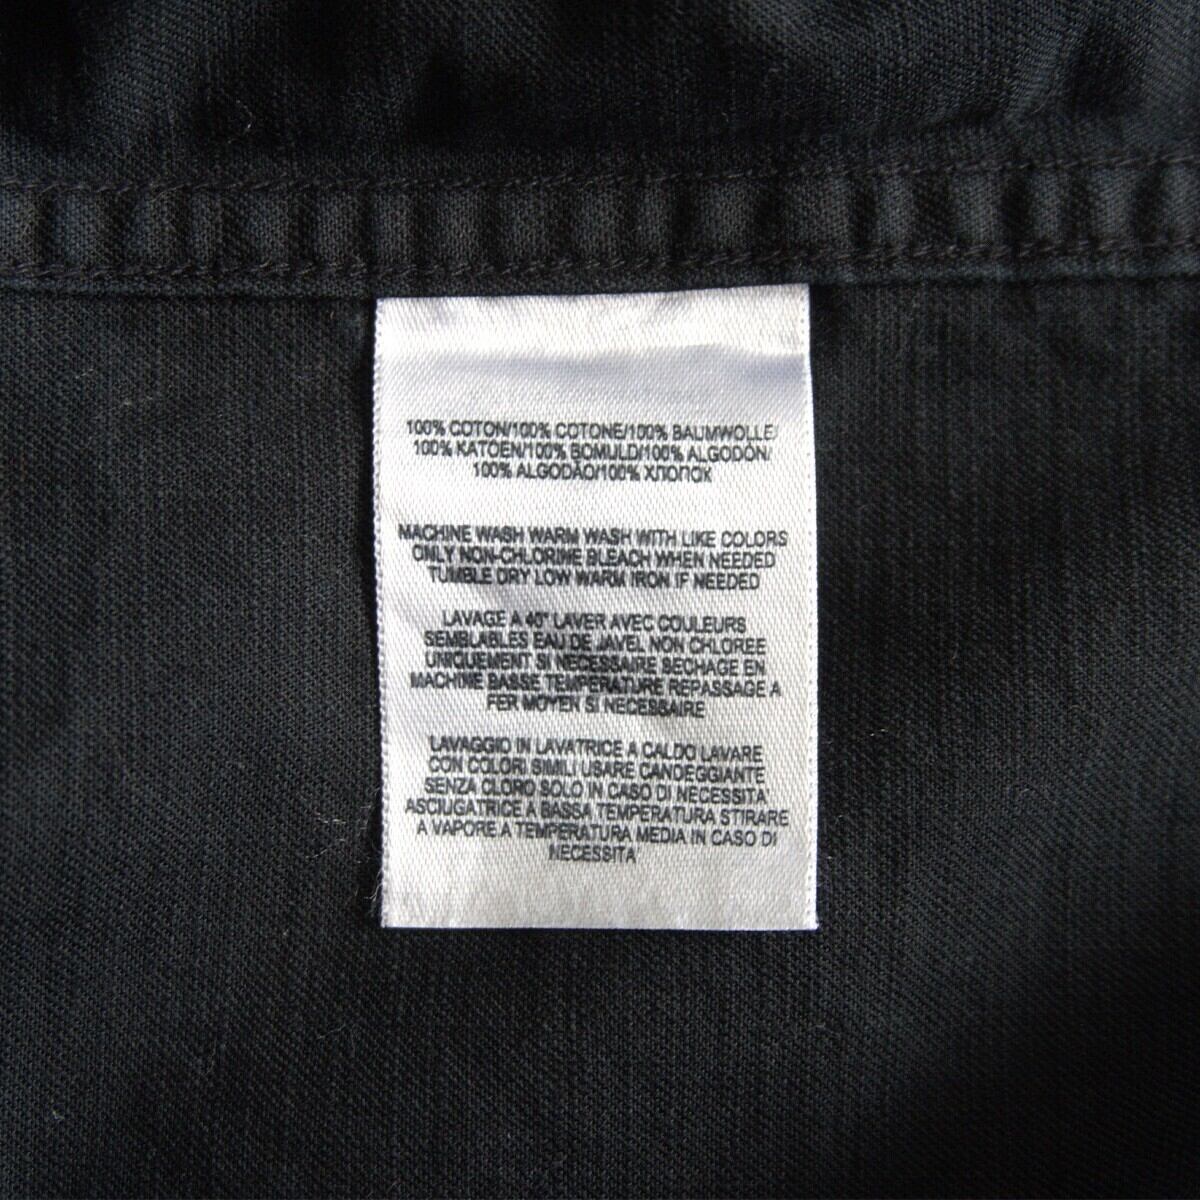 100% COTON/100% COTONE/100% BAUMWOLLE/
100% KATOEN/100% BOMULD/100% ALGODON/
100% ALGODÃO/100% ХЛОПОК
MACHINE WASH WARM WASH WITH LIKE COLORS
ONLY NON-CHLORINE BLEACH WHEN NEEDED
TUMBLE DRY LOW WARM IRON IF NEEDED
LAVAGE A 40° LAVER AVEC COULEURS
SEMBLABLES EAU DE JAVEL NON CHLOREE
UNIQUEMENT SI NECESSAIRE SECHAGE EN
MACHINE BASSE TEMPERATURE REPASSAGE A
FER MOYEN SI NECESSAIRE
LAVAGGIO IN LAVATRICE A CALDO LAVARE
CON COLORI SIMILI USARE CANDEGGIANTE
SENZA CLORO SOLO IN CASO DI NECESSITA
ASCIUGATRICE A BASSA TEMPERATURA STIRARE
A VAPORE A TEMPERATURA MEDIA IN CASO DI
NECESSITA'